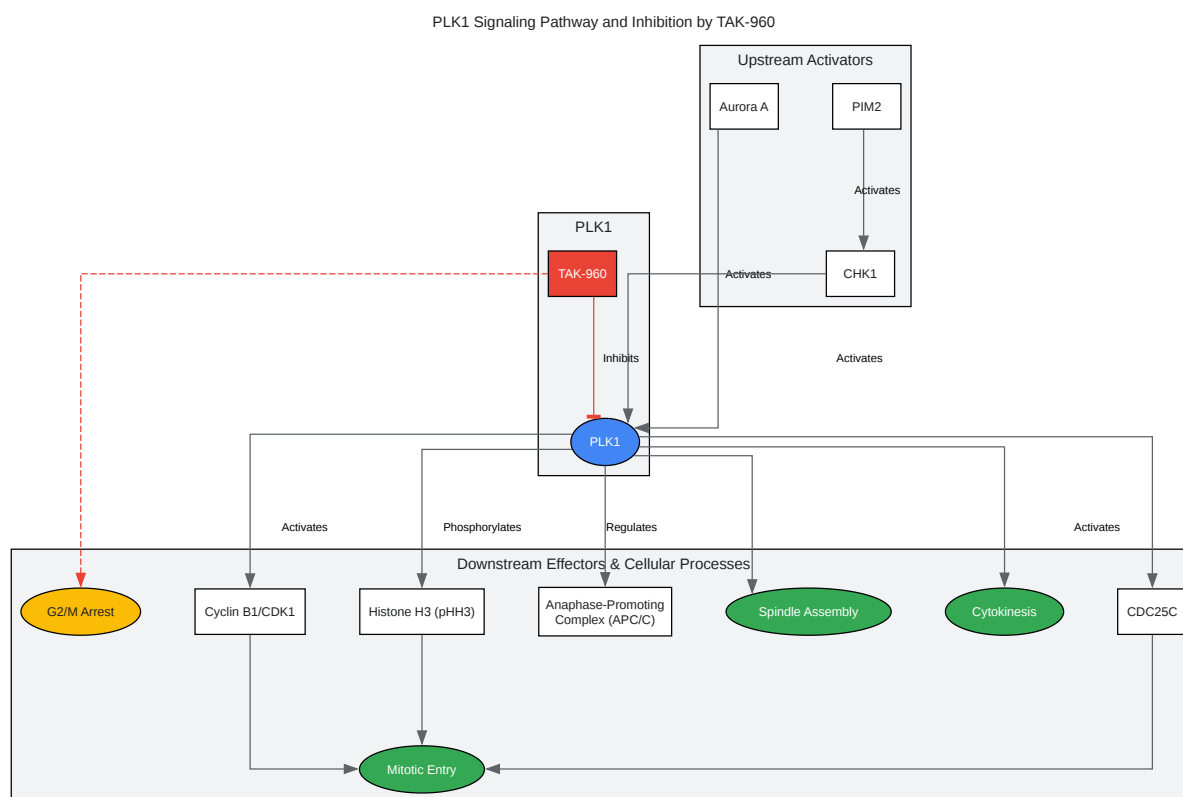 PLK1 Signaling Pathway and Inhibition by TAK-960
Upstream Activators
Aurora A
PIM2
Activates
PLK1
TAK-960
Activates
CHK1
Inhibits
Activates
PLK1
Activates
Phosphorylates
Regulates
Activates
Downstream Effectors & Cellular Processes
G2/M Arrest
Cyclin B1/CDK1
Histone H3 (pHH3)
Anaphase-Promoting
Complex (APC/C)
Spindle Assembly
Cytokinesis
CDC25C
Mitotic Entry